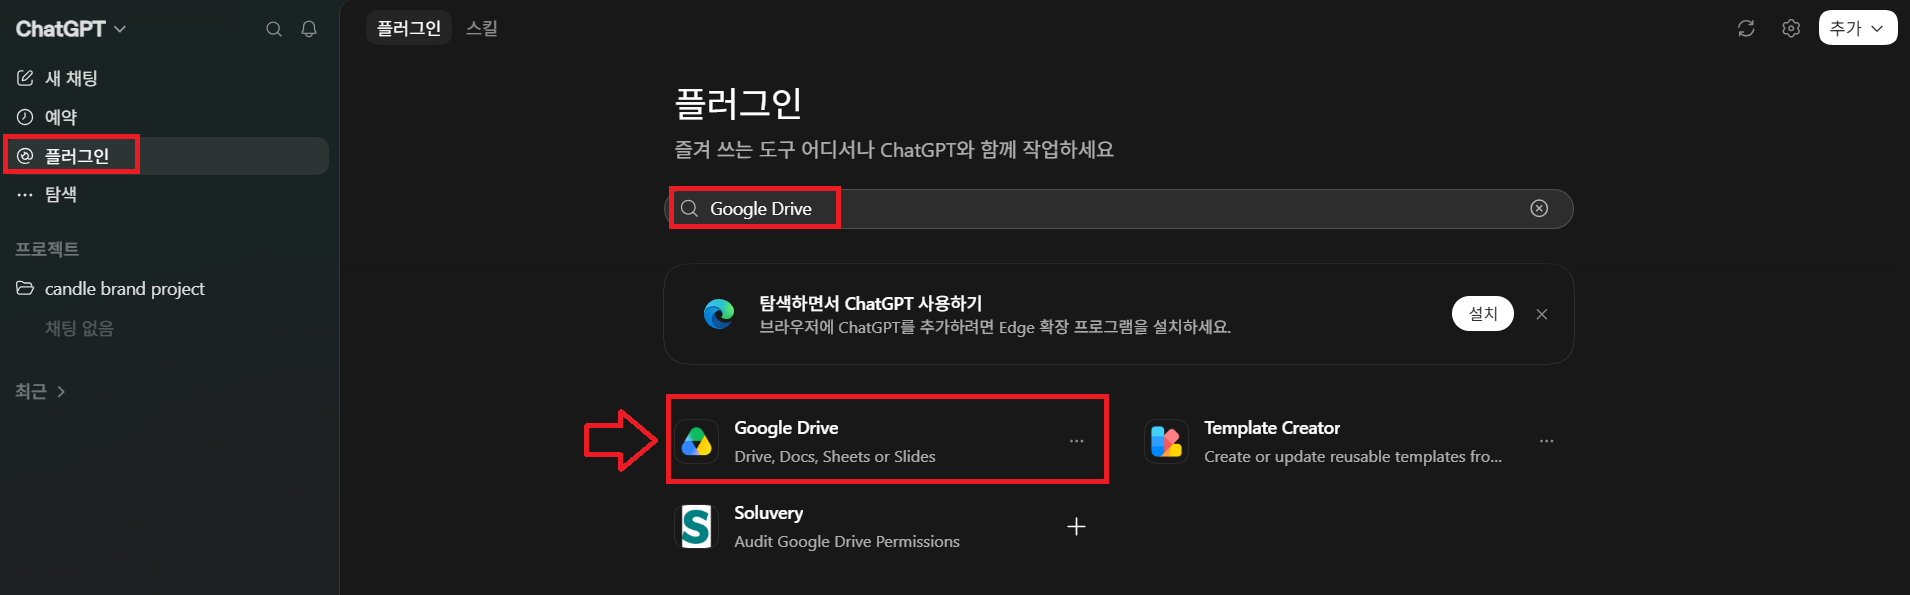 ChatGPT
새 채팅
예약
플러그인
탐색
프로젝트
candle brand project
채팅 없음
최근
플러그인 스킬
추가
플러그인
즐겨 쓰는 도구 어디서나 ChatGPT와 함께 작업하세요
Google Drive
탐색하면서 ChatGPT 사용하기
브라우저에 ChatGPT를 추가하려면 Edge 확장 프로그램을 설치하세요.
설치
Google Drive
Drive, Docs, Sheets or Slides
Template Creator
Create or update reusable templates fro...
S
Soluvery
Audit Google Drive Permissions